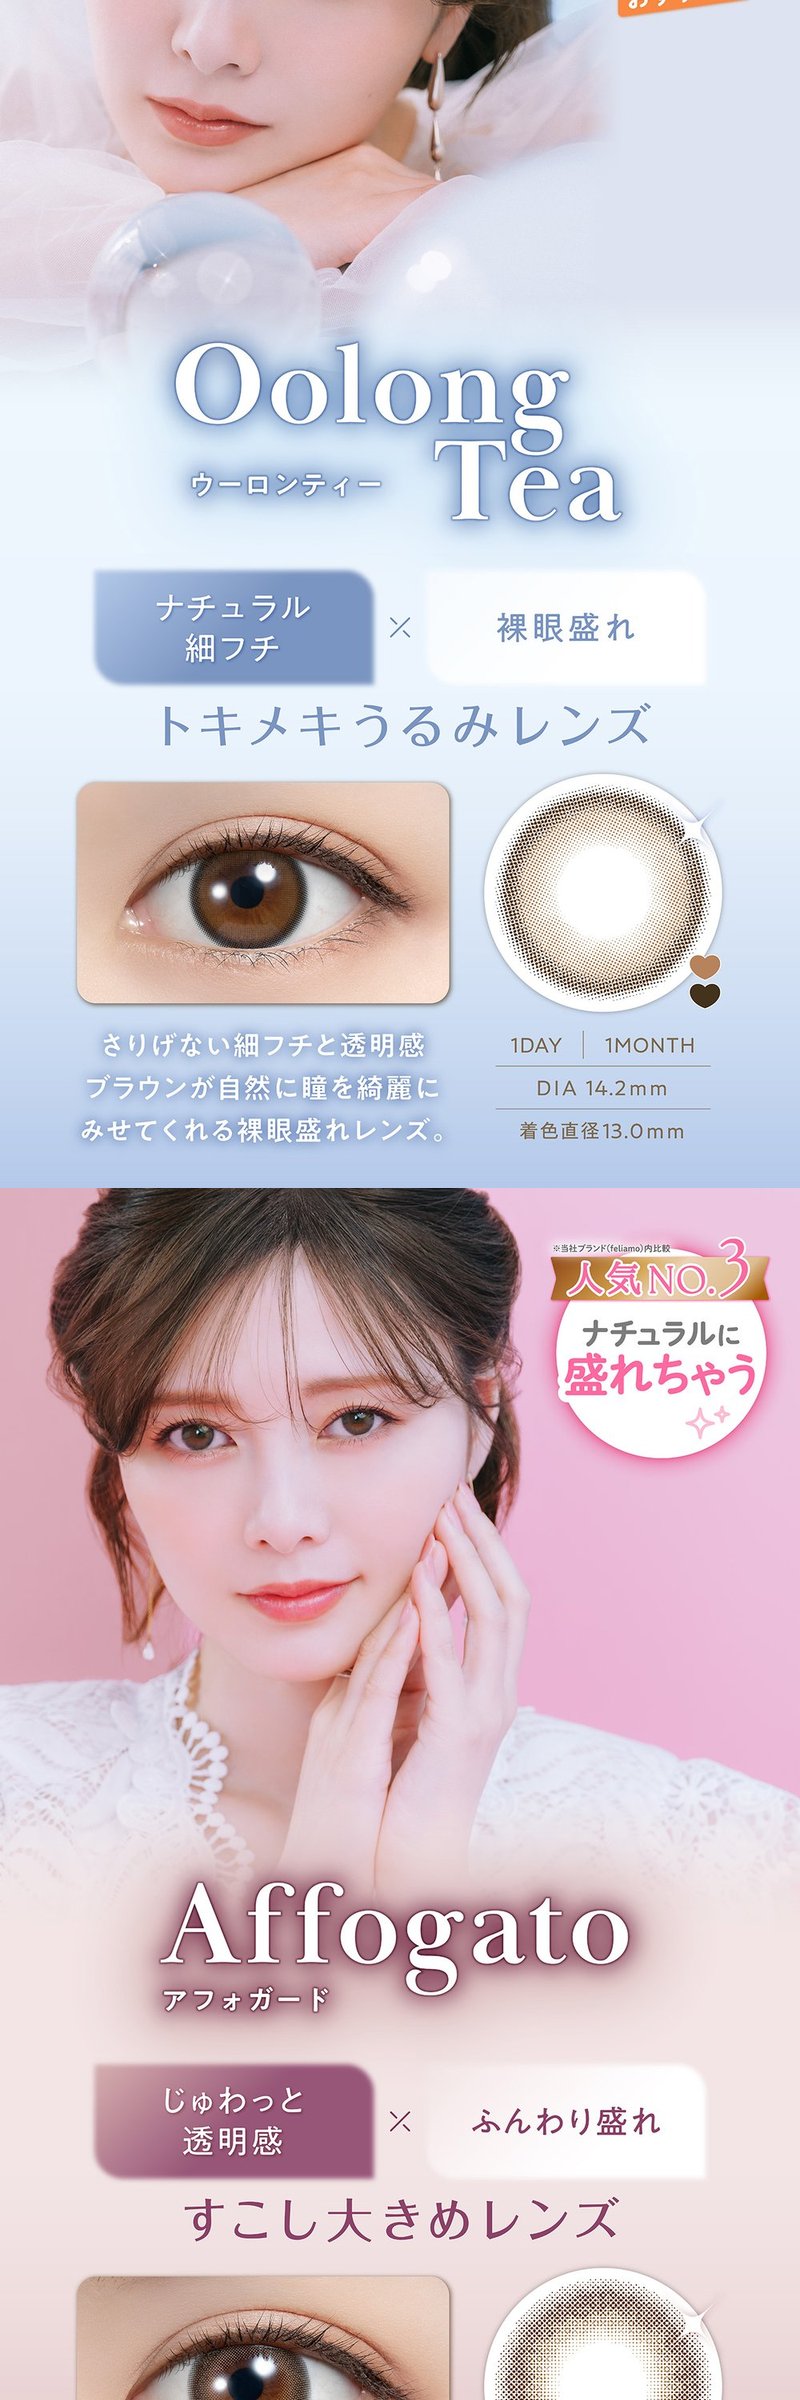 Oolong
Tea
ウーロンティー
ナチュラル
細フチ
×
裸眼盛れ
トキメキうるみレンズ
さりげない細フチと透明感
ブラウンが自然に瞳を綺麗に
みせてくれる裸眼盛れレンズ。
1DAY | 1MONTH
DIA 14.2mm
着色直径13.0mm
※当社ブランド(feliamo)内比較
人気NO.3
ナチュラルに
盛れちゃう
Affogato
アフォガード
じゅわっと
透明感
×
ふんわり盛れ
すこし大きめレンズ